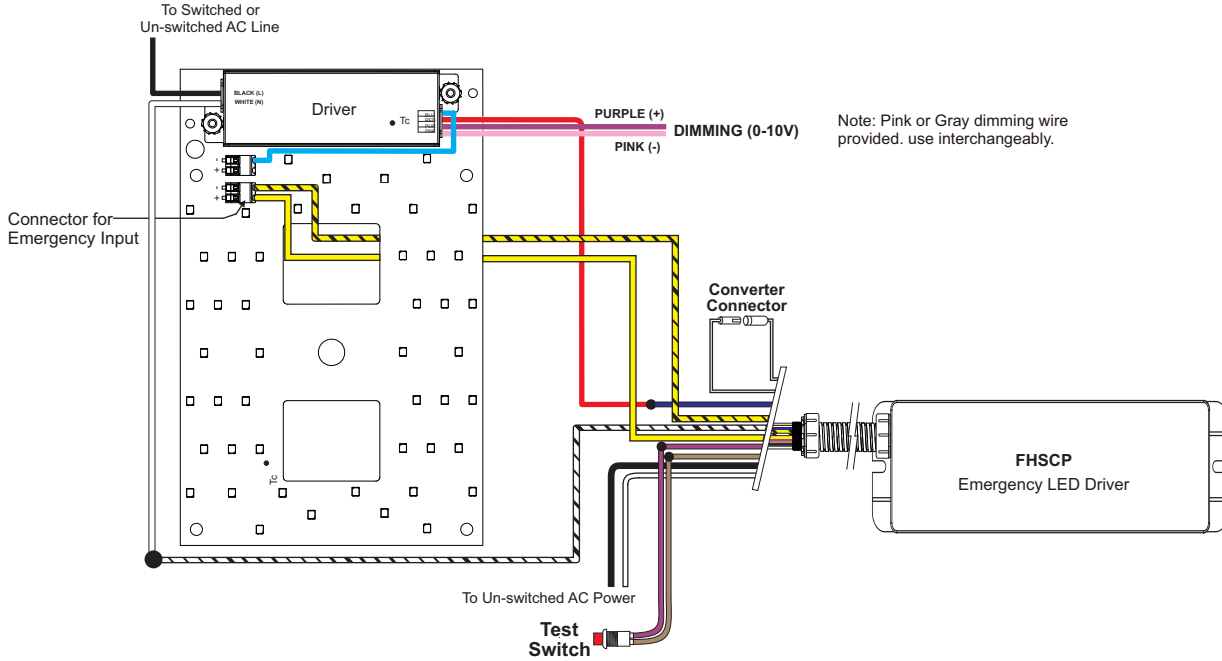 To Switched or
Un-switched AC Line
BLACK (L)
WHITE (N)
Driver
Tc
PURPLE (+)
DIMMING (0-10V)
PINK (-)
Note: Pink or Gray dimming wire
provided. use interchangeably.
-
+
-
+
Connector for
Emergency Input
Converter
Connector
FHSCP
Emergency LED Driver
Tc
To Un-switched AC Power
Test
Switch